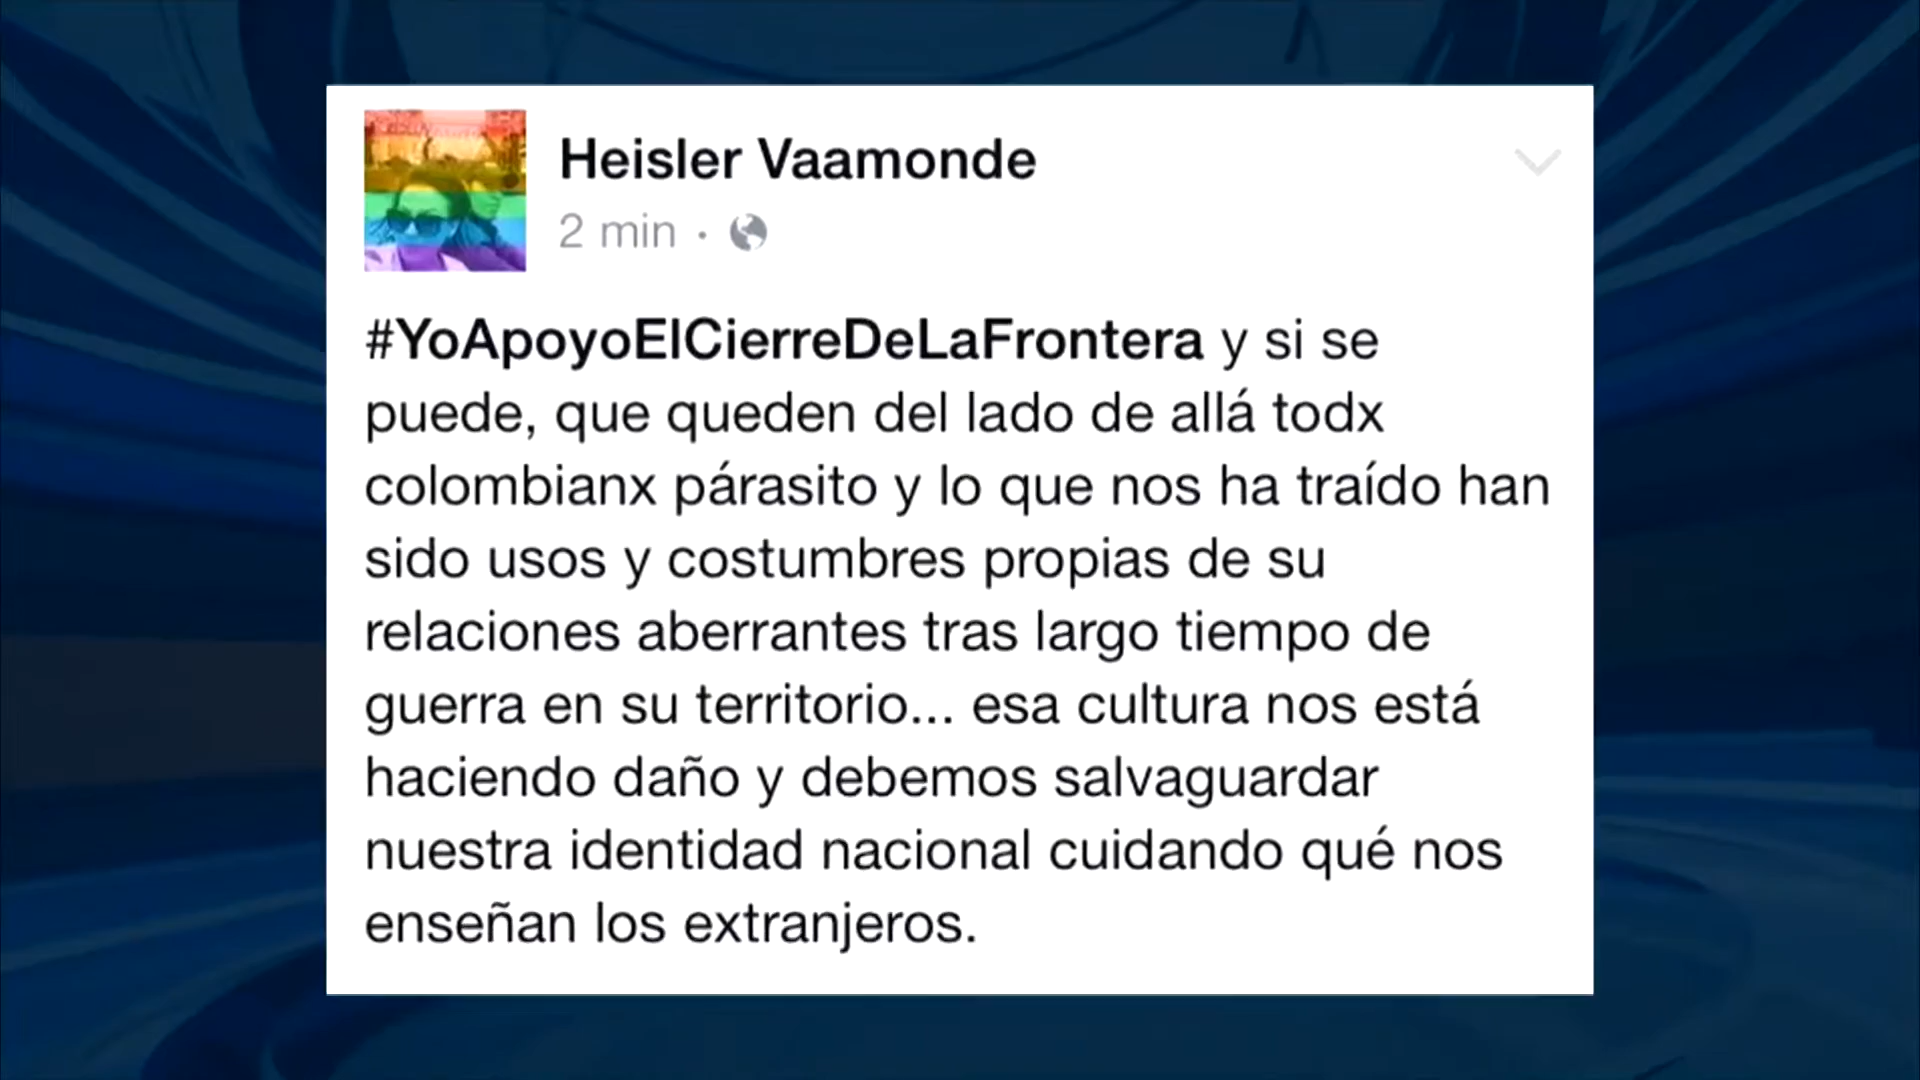 Heisler Vaamonde
2 min ·
#YoApoyoElCierreDeLaFrontera y si se
puede, que queden del lado de allá todx
colombianx párasito y lo que nos ha traído han
sido usos y costumbres propias de su
relaciones aberrantes tras largo tiempo de
guerra en su territorio... esa cultura nos está
haciendo daño y debemos salvaguardar
nuestra identidad nacional cuidando qué nos
enseñan los extranjeros.